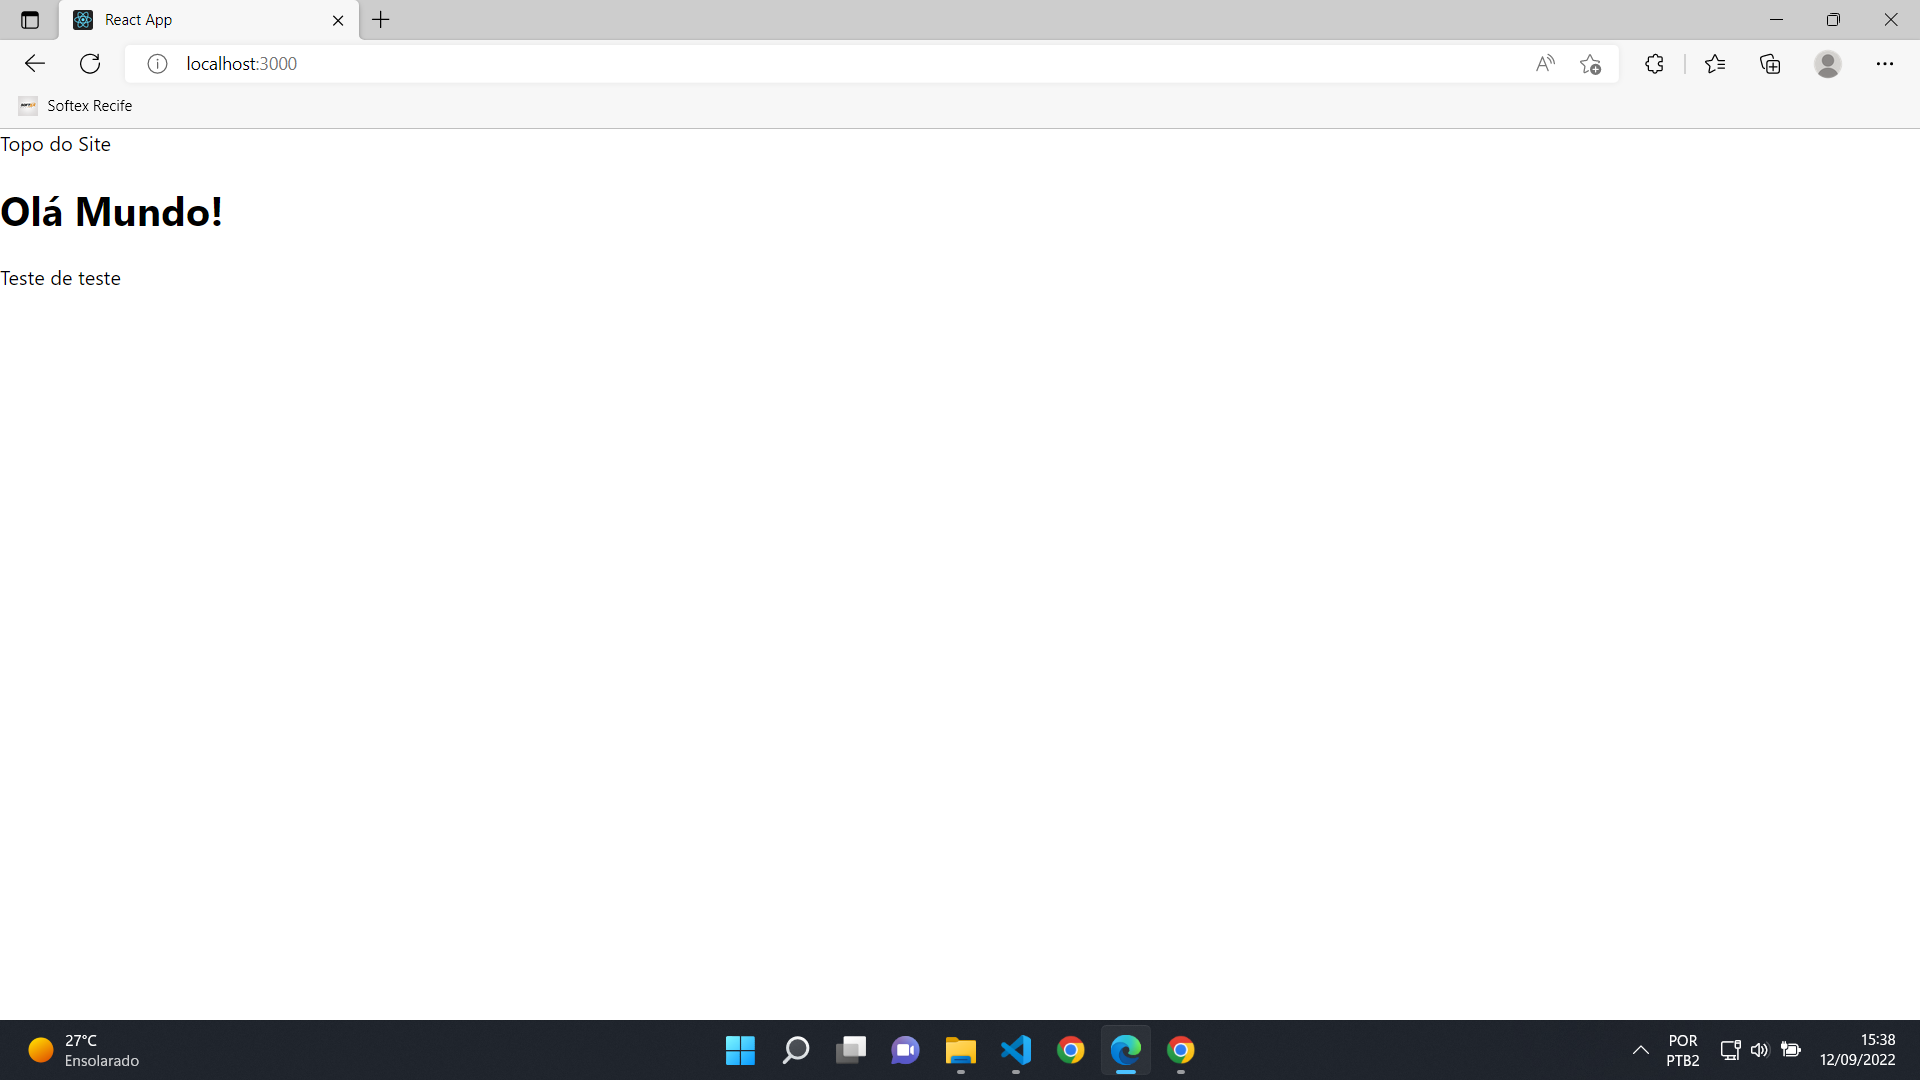 React App
localhost:3000
Softex Recife
Topo do Site
Olá Mundo!
Teste de teste
27°C
Ensolarado
POR
PTB2
15:38
12/09/2022